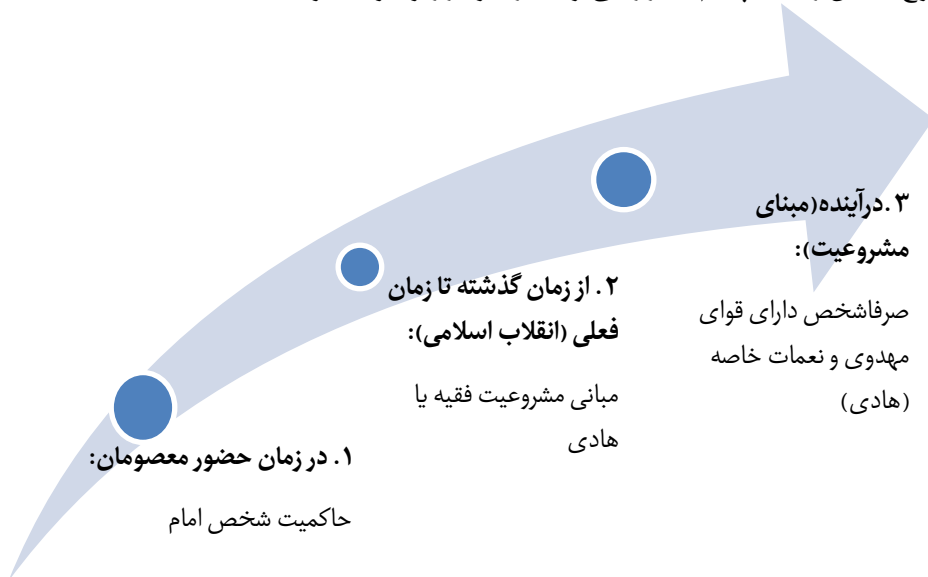 ۱. در زمان حضور معصومان:
حاکمیت شخص امام
۲. از زمان گذشته تا زمان
فعلی (انقلاب اسلامی):
مبانی مشروعیت فقیه یا
هادی
۳.درآینده(مبنای
مشروعیت):
صرفاشخص دارای قوای
مهدوی و نعمات خاصه
(هادی)